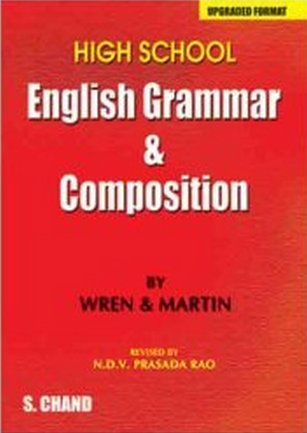 UPGRADED FORMAT
HIGH SCHOOL
English Grammar
&
Composition
BY
WREN & MARTIN
REVISED BY
N.D.V. PRASADA RAO
S. CHAND